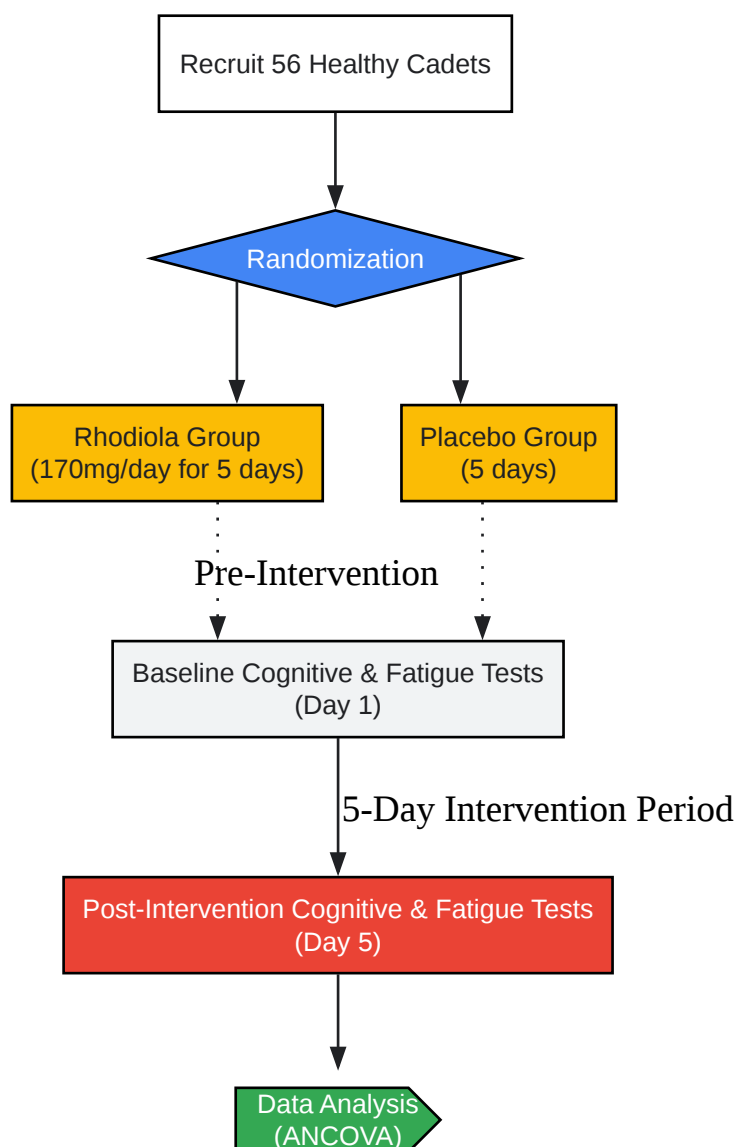 Recruit 56 Healthy Cadets
Randomization
Rhodiola Group
(170mg/day for 5 days)
Placebo Group
(5 days)
Pre-Intervention
Baseline Cognitive & Fatigue Tests
(Day 1)
5-Day Intervention Period
Post-Intervention Cognitive & Fatigue Tests
(Day 5)
Data Analysis
(ANCOVA)